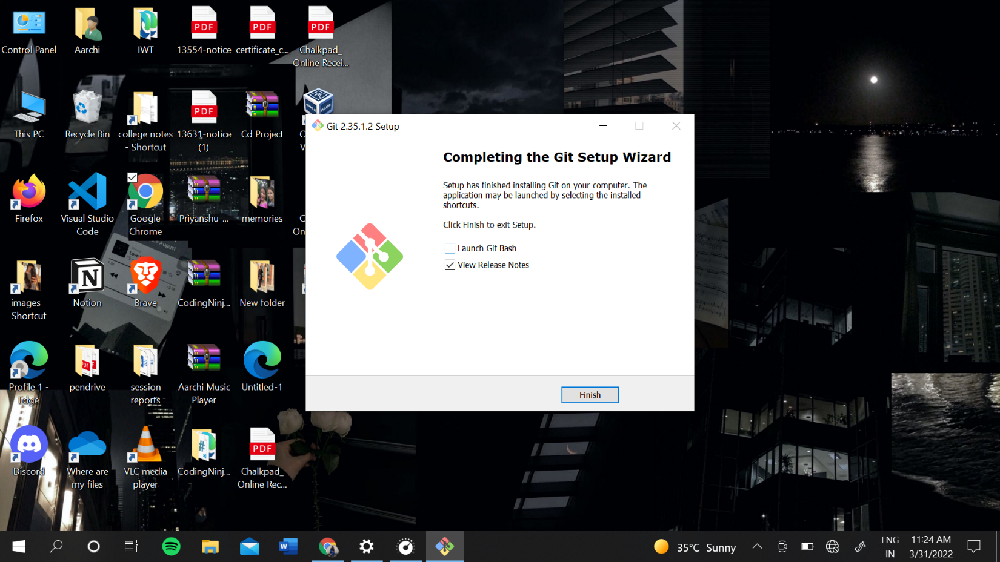 Control Panel
Aarchi
IWT
PDF
13554-notice
PDF
certificate_c...
PDF
Chalkpad_
Online Recei...
This PC
Recycle Bin
college notes
- Shortcut
PDF
13631-notice
(1)
Cd Project
O
V
Firefox
Visual Studio
Code
Google
Chrome
Priyanshu-...
memories
C
On
images -
Shortcut
Notion
Brave
CodingNinj...
New folder
Profile 1 -
Edge
PDF
pendrive
session
reports
Aarchi Music
Player
Untitled-1
Discord
Where are
my files
VLC media
player
CodingNinj...
PDF
Chalkpad_
Online Rec...
Git 2.35.1.2 Setup
Completing the Git Setup Wizard
Setup has finished installing Git on your computer. The
application may be launched by selecting the installed
shortcuts.
Click Finish to exit Setup.
Launch Git Bash
View Release Notes
Finish
35°C Sunny
ENG
IN
11:24 AM
3/31/2022